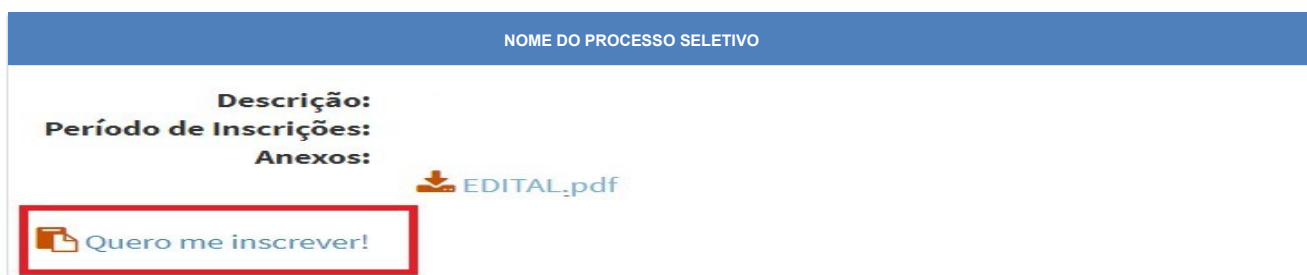 NOME DO PROCESSO SELETIVO
Descrição:
Período de Inscrições:
Anexos:
EDITAL.pdf
Quero me inscrever!